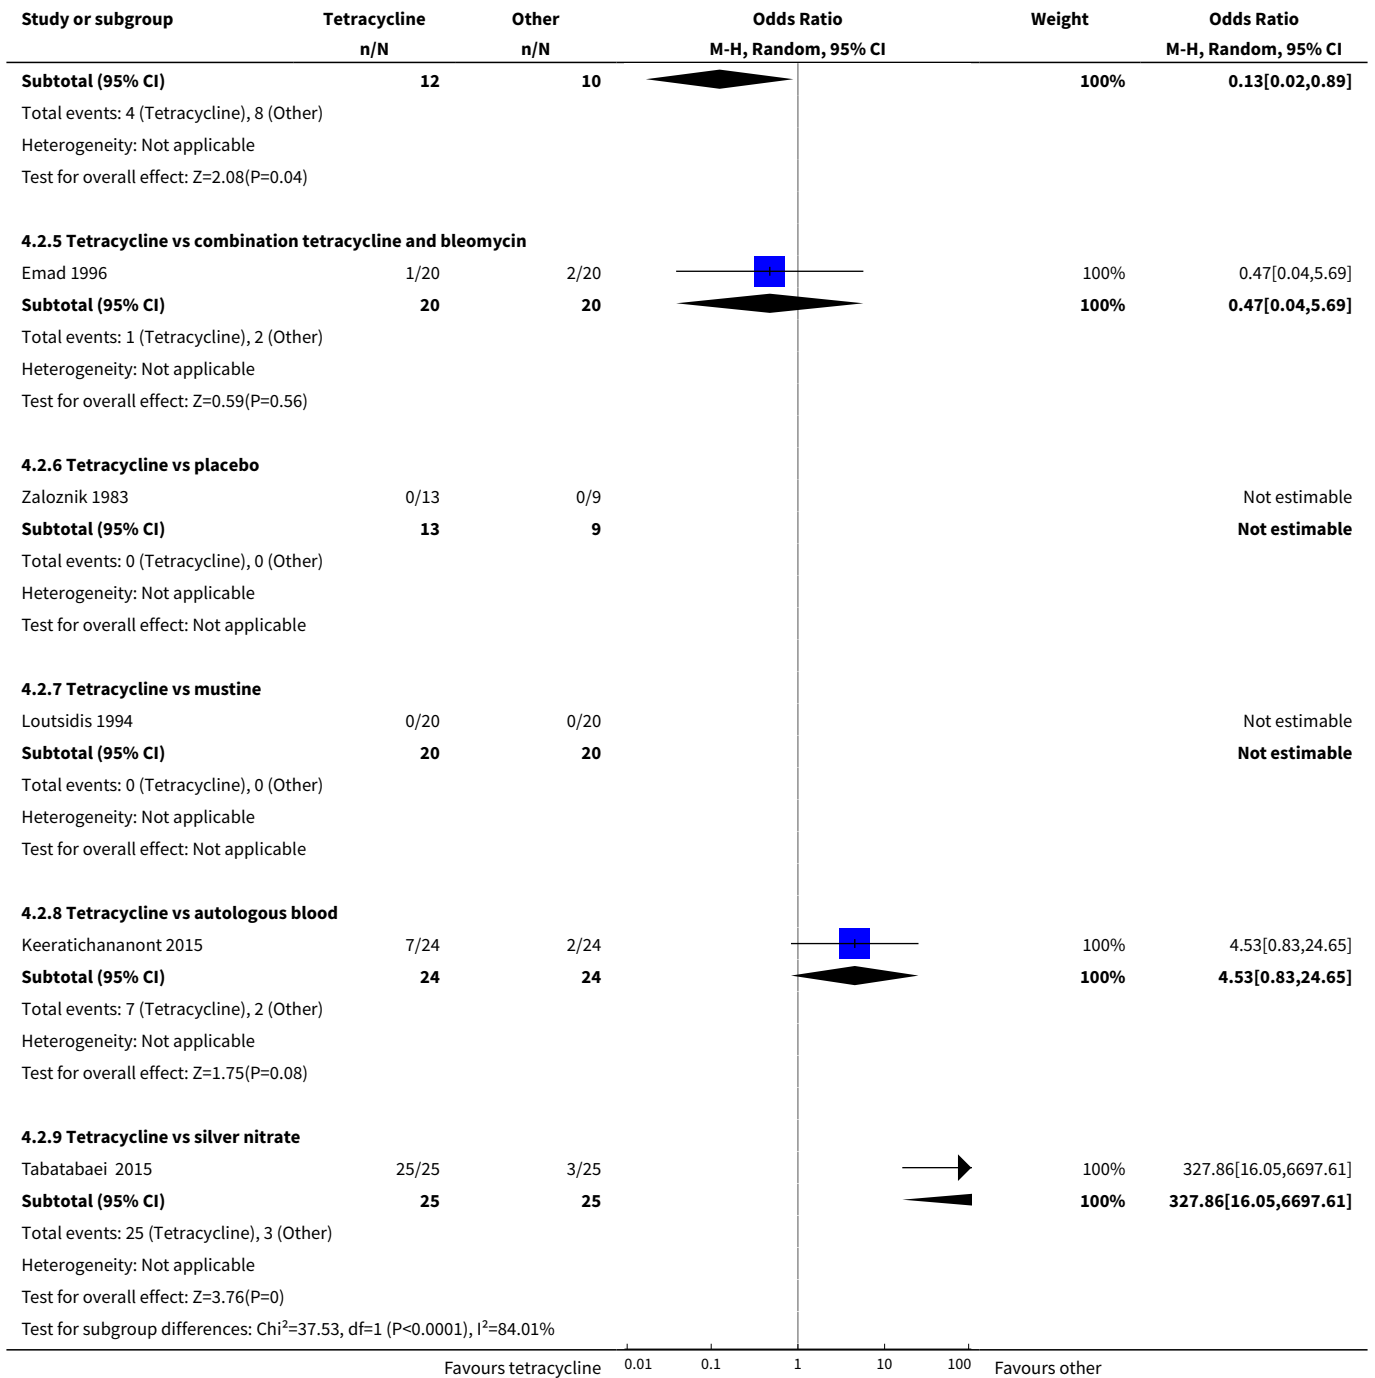 Study or subgroup Tetracycline Other Odds Ratio Weight Odds Ratio
n/N n/N M-H, Random, 95% CI M-H, Random, 95% CI
Subtotal (95% CI) 12 10 100% 0.13[0.02,0.89]
Total events: 4 (Tetracycline), 8 (Other)
Heterogeneity: Not applicable
Test for overall effect: Z=2.08(P=0.04)
4.2.5 Tetracycline vs combination tetracycline and bleomycin
Emad 1996 1/20 2/20 100% 0.47[0.04,5.69]
Subtotal (95% CI) 20 20 100% 0.47[0.04,5.69]
Total events: 1 (Tetracycline), 2 (Other)
Heterogeneity: Not applicable
Test for overall effect: Z=0.59(P=0.56)
4.2.6 Tetracycline vs placebo
Zaloznik 1983 0/13 0/9 Not estimable
Subtotal (95% CI) 13 9 Not estimable
Total events: 0 (Tetracycline), 0 (Other)
Heterogeneity: Not applicable
Test for overall effect: Not applicable
4.2.7 Tetracycline vs mustine
Loutsidis 1994 0/20 0/20 Not estimable
Subtotal (95% CI) 20 20 Not estimable
Total events: 0 (Tetracycline), 0 (Other)
Heterogeneity: Not applicable
Test for overall effect: Not applicable
4.2.8 Tetracycline vs autologous blood
Keeratichananont 2015 7/24 2/24 100% 4.53[0.83,24.65]
Subtotal (95% CI) 24 24 100% 4.53[0.83,24.65]
Total events: 7 (Tetracycline), 2 (Other)
Heterogeneity: Not applicable
Test for overall effect: Z=1.75(P=0.08)
4.2.9 Tetracycline vs silver nitrate
Tabatabaei 2015 25/25 3/25 100% 327.86[16.05,6697.61]
Subtotal (95% CI) 25 25 100% 327.86[16.05,6697.61]
Total events: 25 (Tetracycline), 3 (Other)
Heterogeneity: Not applicable
Test for overall effect: Z=3.76(P=0)
Test for subgroup differences: Chi²=37.53, df=1 (P<0.0001), I²=84.01%
Favours tetracycline 0.01 0.1 1 10 100 Favours other